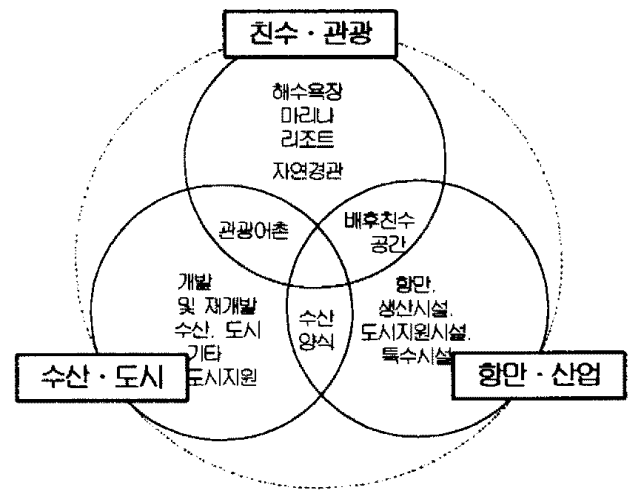 친수 · 관광
해수욕장
마리나
리조트
자연경관
관광어촌
배후친수
공간
개발
및 재개발
수산. 도시
기타
도시지원
수산
양식
항만.
생산시설.
도시지원시설.
특수시설
수산 · 도시
항만 · 산업